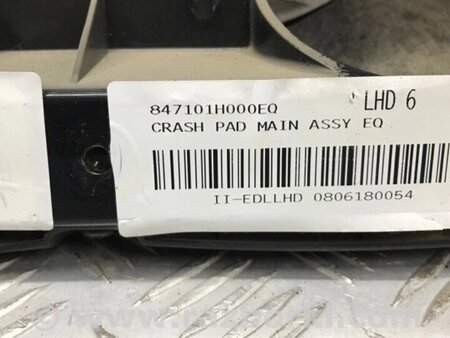 847101H000EQ LHD 6
CRASH PAD MAIN ASSY EQ
II-EDLLHD 0806180054